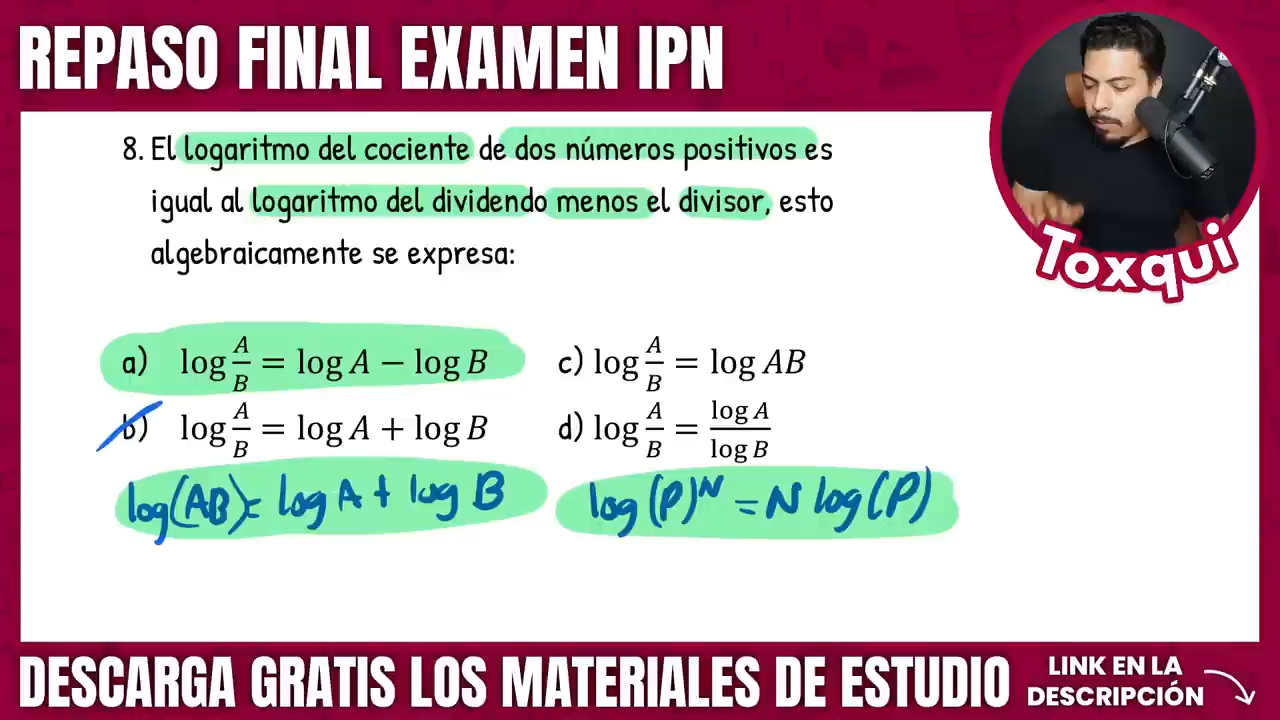 REPASO FINAL EXAMEN IPN
8. El logaritmo del cociente de dos números positivos es
igual al logaritmo del dividendo menos el divisor, esto
algebraicamente se expresa:
Toxqui
a) log A/B = log A − log B
c) log A/B = log AB
b) log A/B = log A + log B
d) log A/B = log A / log B
log(AB) = log A + log B
log(P)^N = N log(P)
DESCARGA GRATIS LOS MATERIALES DE ESTUDIO
LINK EN LA
DESCRIPCIÓN